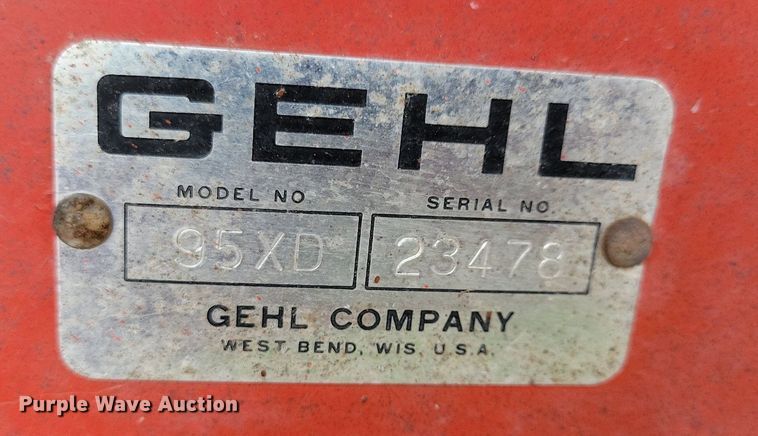 GEHL
MODEL NO SERIAL NO
95XD 23478
GEHL COMPANY
WEST BEND, WIS. U.S.A.
Purple Wave Auction